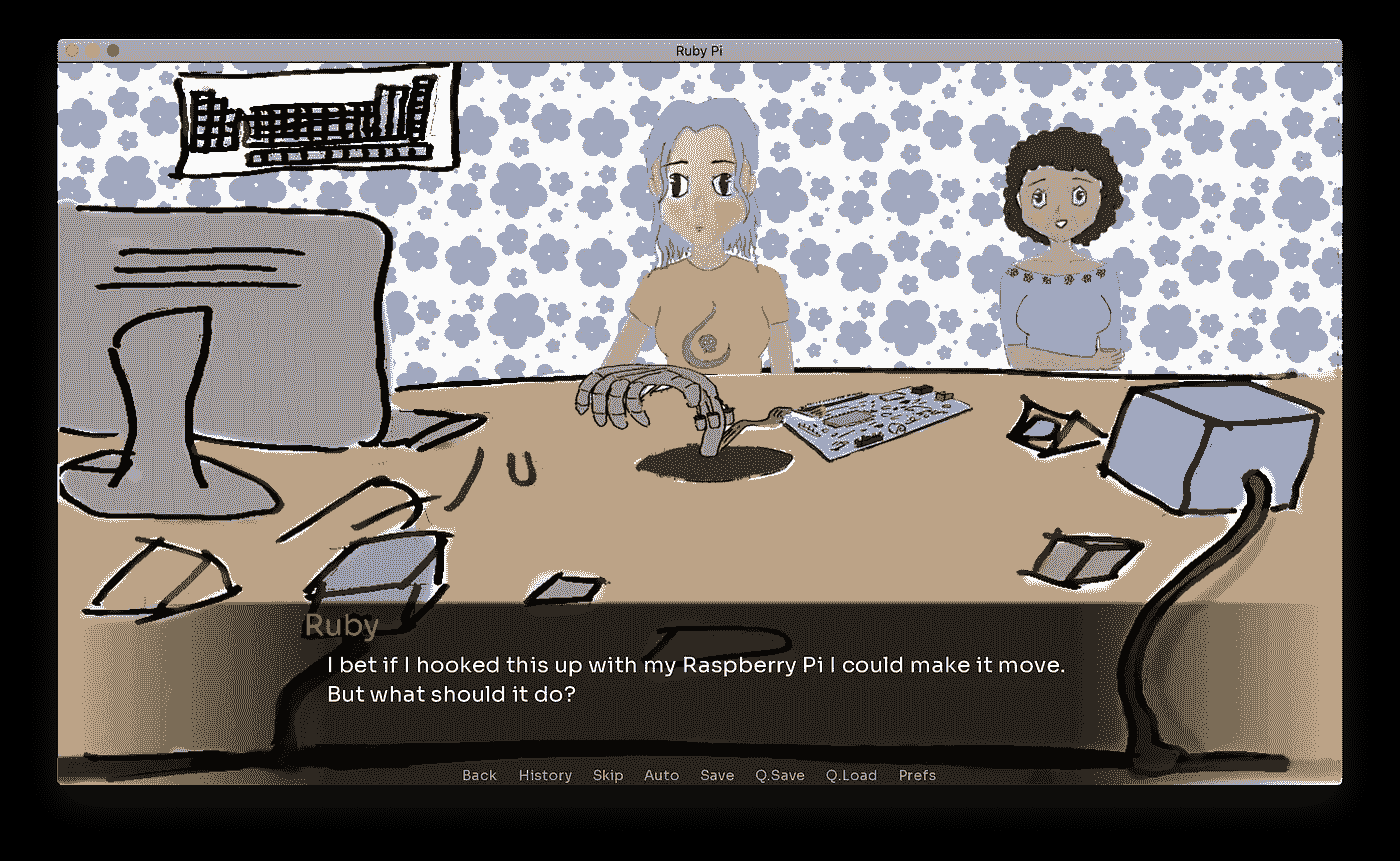 Ruby Pi
Ruby
I bet if I hooked this up with my Raspberry Pi I could make it move.
But what should it do?
Back History Skip Auto Save Q.Save Q.Load Prefs